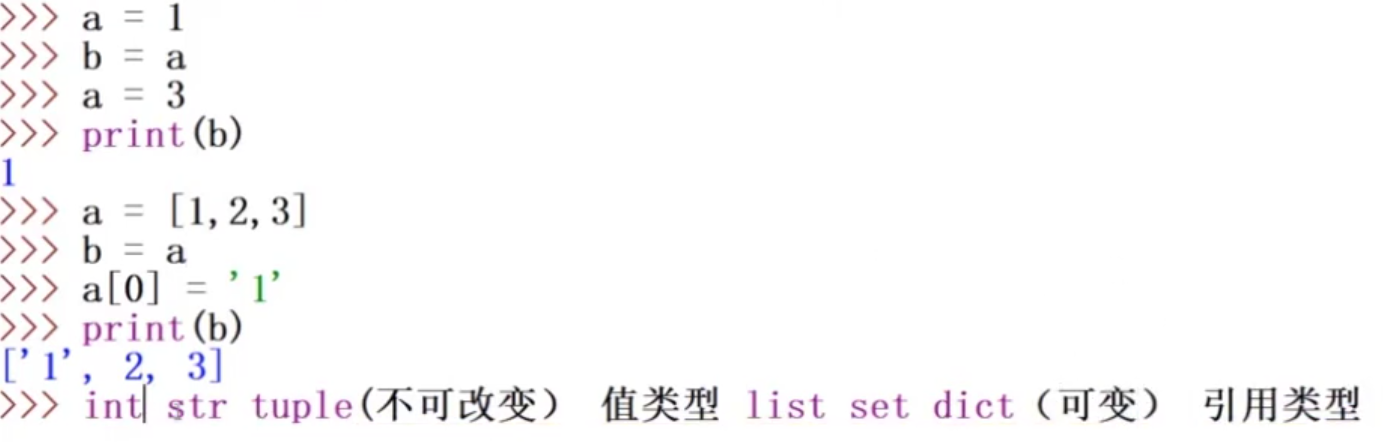 >>> a = 1
>>> b = a
>>> a = 3
>>> print(b)
1
>>> a = [1,2,3]
>>> b = a
>>> a[0] = '1'
>>> print(b)
['1', 2, 3]
>>> int str tuple(不可改变） 值类型 list set dict（可变） 引用类型